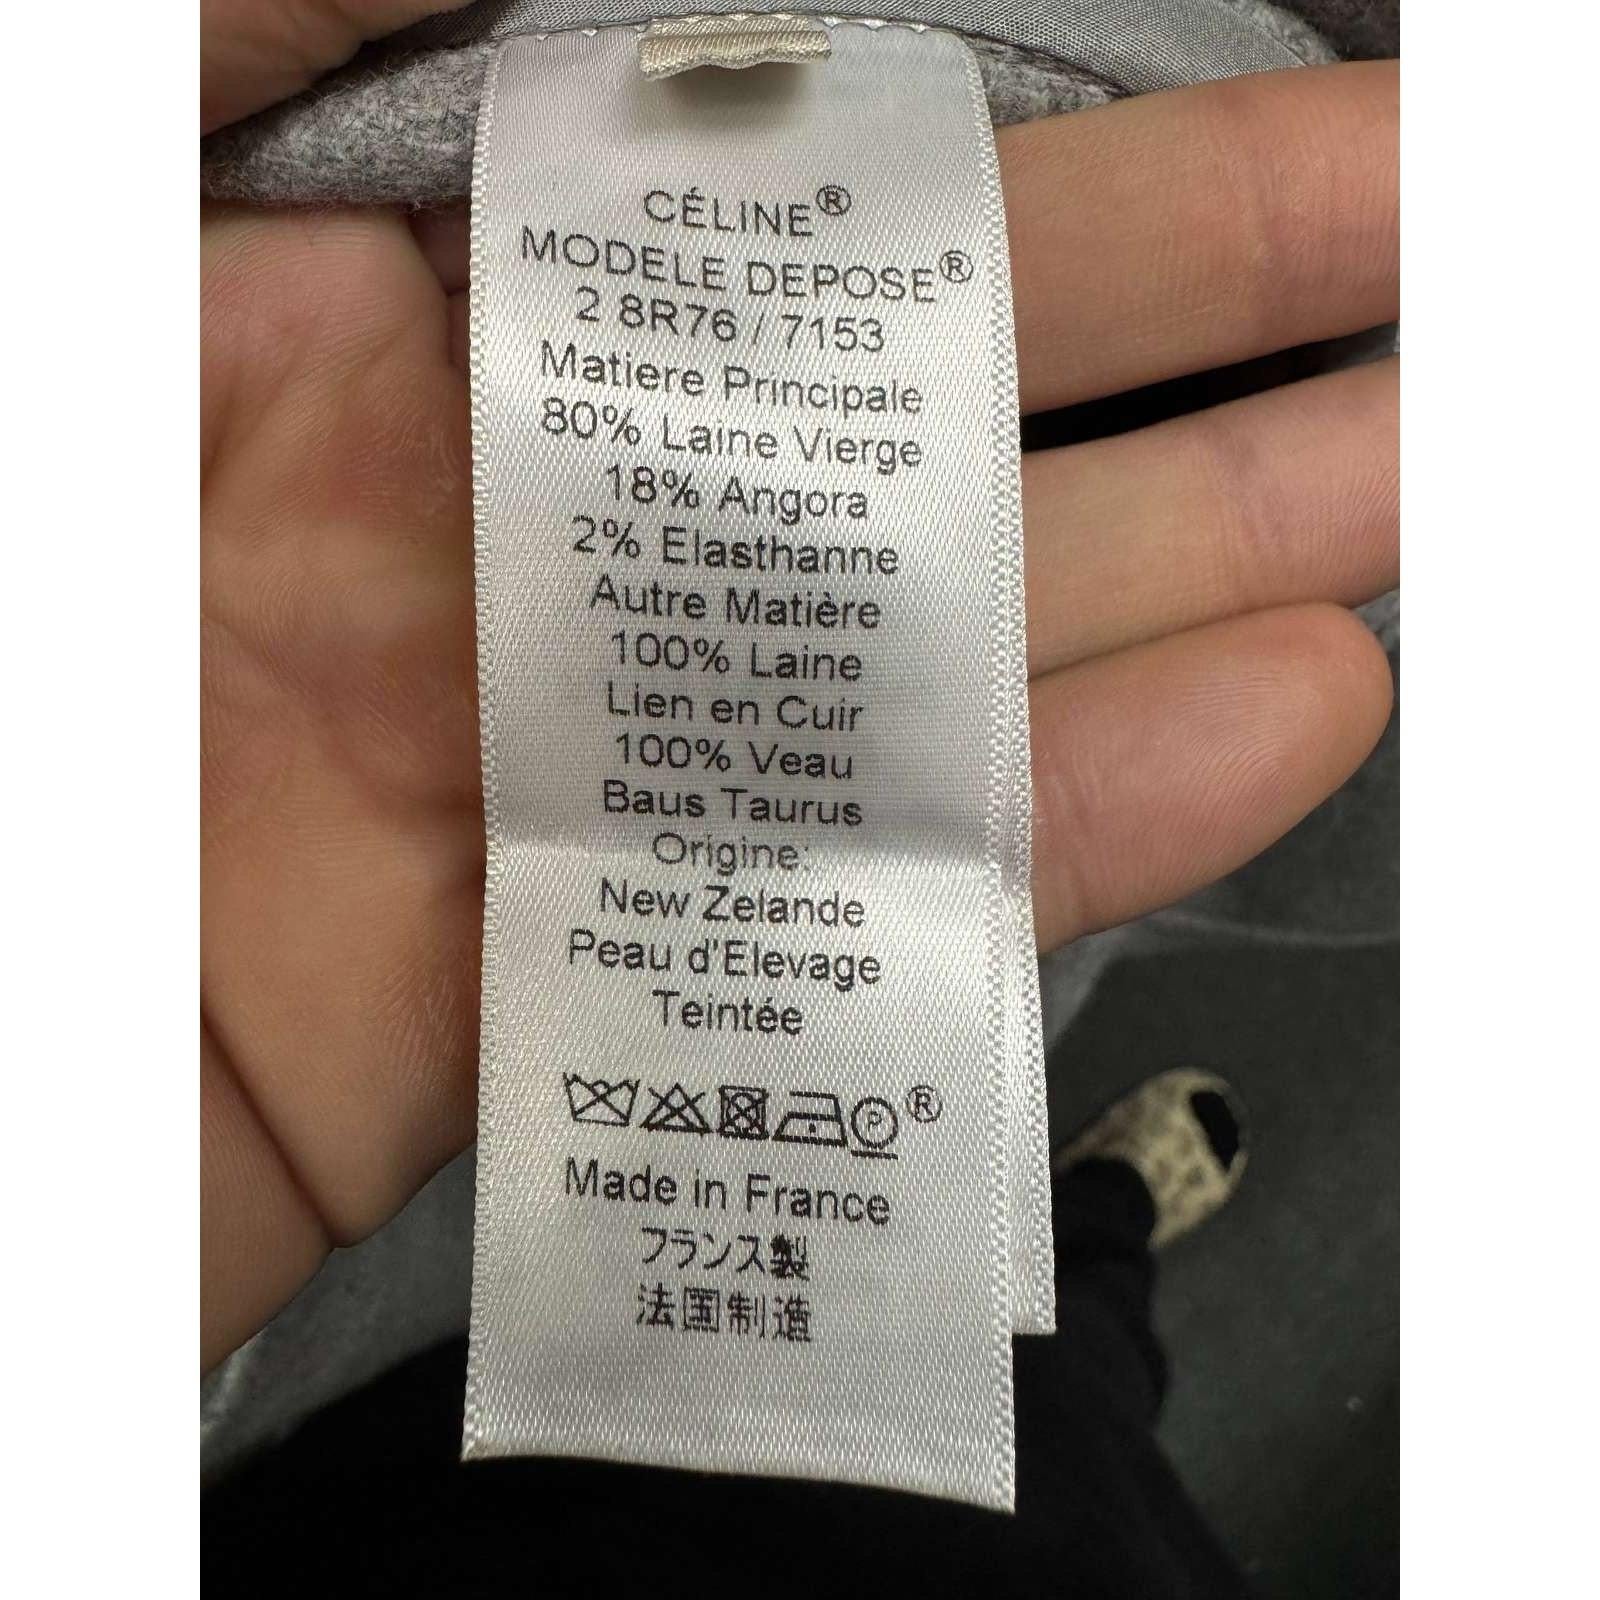 CÉLINE®
MODELE DEPOSE®
2 8R76 / 7153
Matiere Principale
80% Laine Vierge
18% Angora
2% Elasthanne
Autre Matière
100% Laine
Lien en Cuir
100% Veau
Baus Taurus
Origine:
New Zelande
Peau d'Elevage
Teintée
P ®
Made in France
フランス製
法国制造